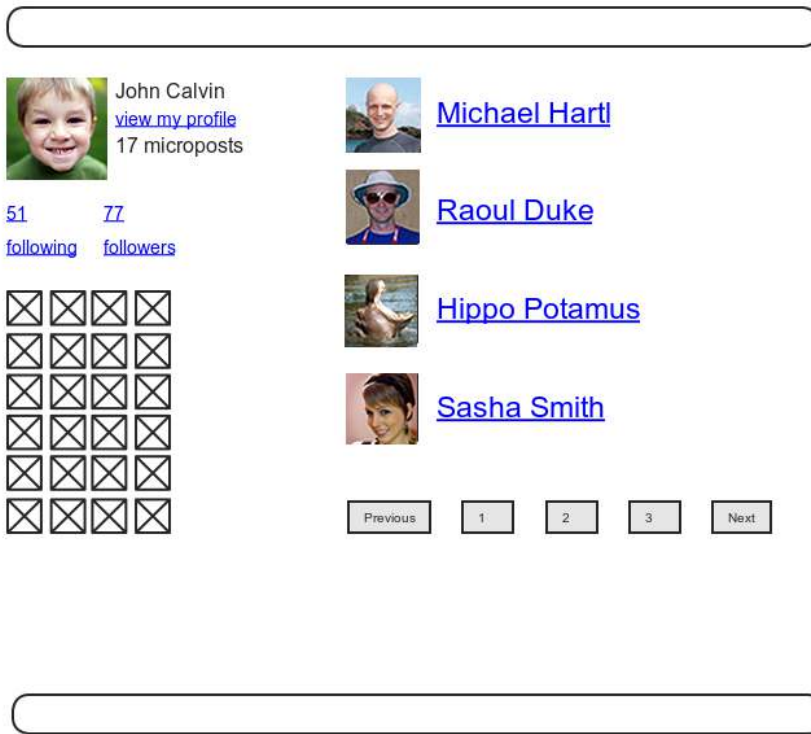 John Calvin
view my profile
17 microposts
51 77
following followers
Michael Hartl
Raoul Duke
Hippo Potamus
Sasha Smith
Previous 1 2 3 Next